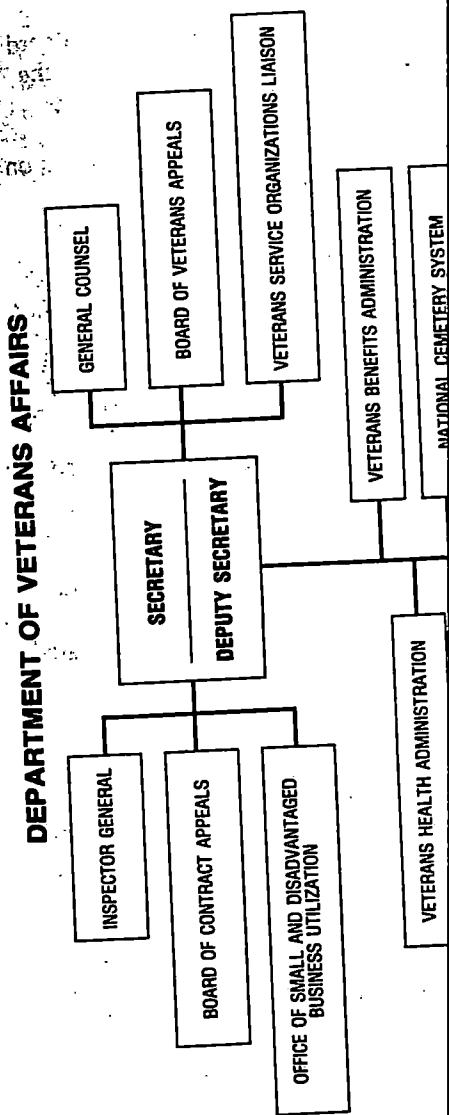 DEPARTMENT OF VETERANS AFFAIRS
SECRETARY
DEPUTY SECRETARY
INSPECTOR GENERAL
BOARD OF CONTRACT APPEALS
OFFICE OF SMALL AND DISADVANTAGED
BUSINESS UTILIZATION
GENERAL COUNSEL
BOARD OF VETERANS APPEALS
VETERANS SERVICE ORGANIZATIONS LIAISON
VETERANS HEALTH ADMINISTRATION
VETERANS BENEFITS ADMINISTRATION
NATIONAL CEMETERY SYSTEM